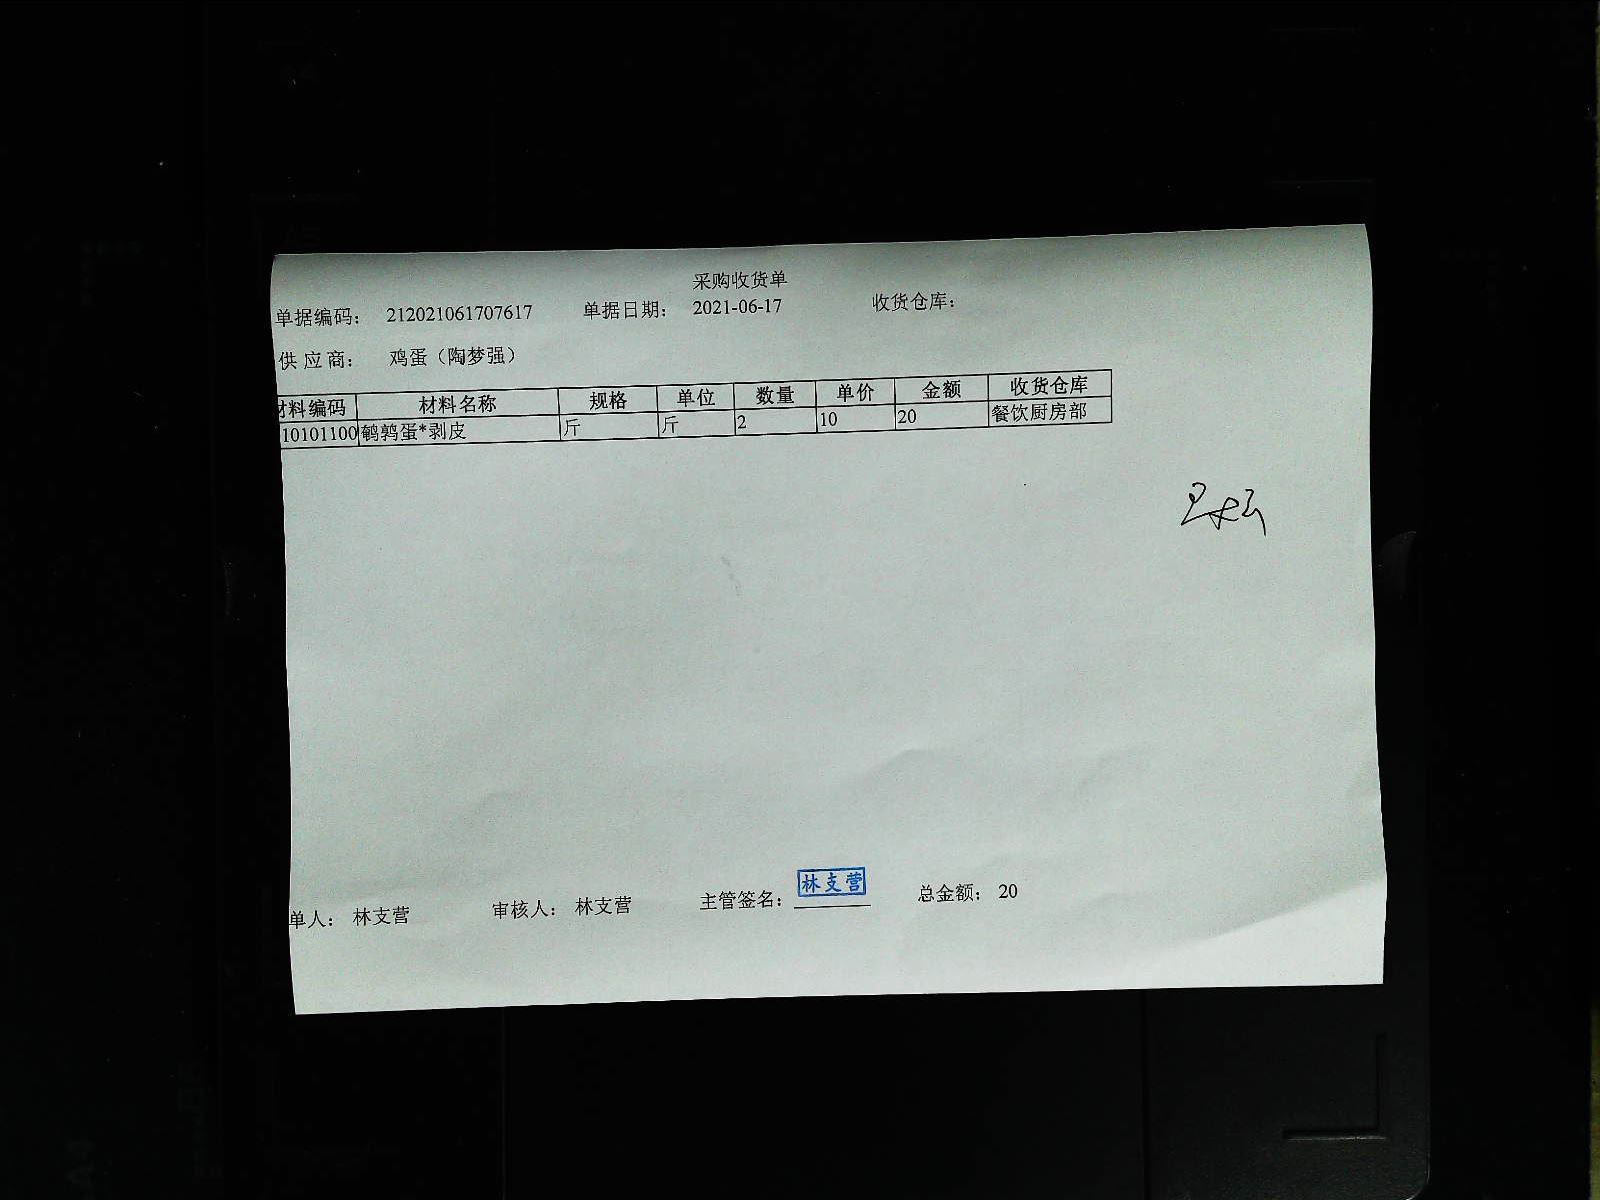 采购收货单
单据编码： 212021061707617 单据日期： 2021-06-17 收货仓库：
供应商： 鸡蛋（陶梦强）
材料编码 材料名称 规格 单位 数量 单价 金额 收货仓库
10101100 鹌鹑蛋*剥皮 斤 斤 2 10 20 餐饮厨房部
单人： 林支营 审核人： 林支营 主管签名： 林支营 总金额： 20